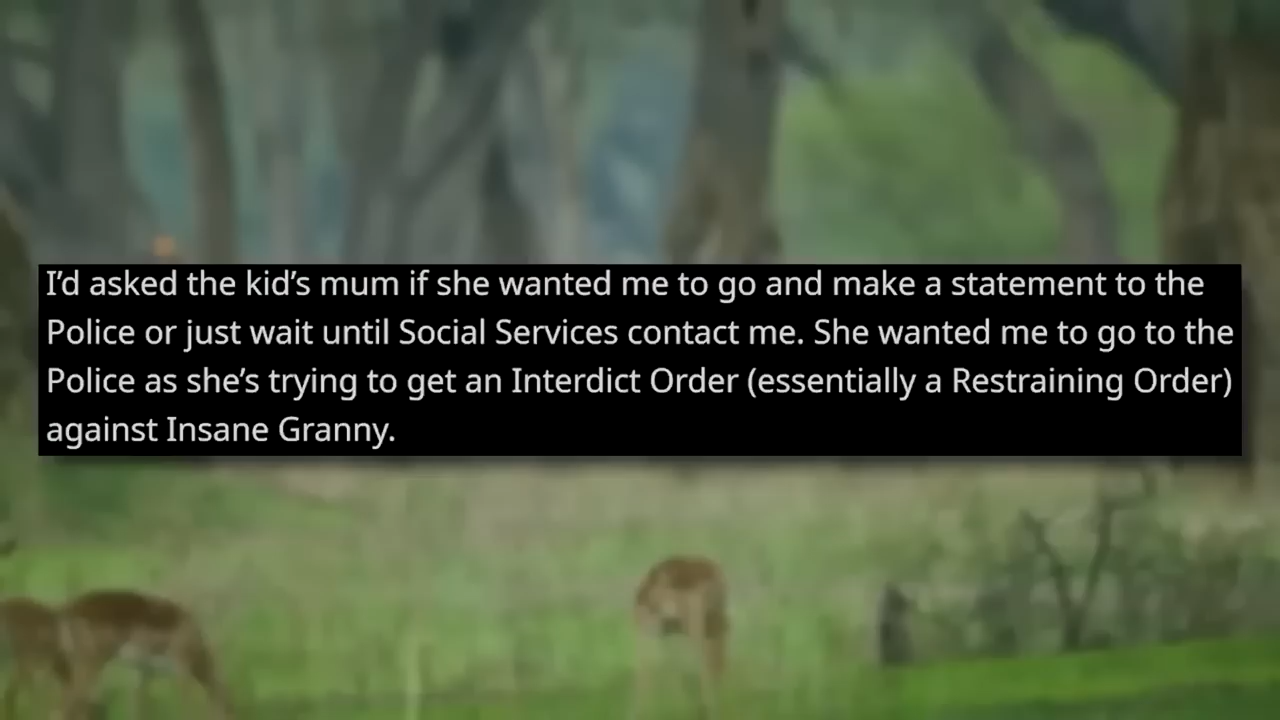 I’d asked the kid’s mum if she wanted me to go and make a statement to the
Police or just wait until Social Services contact me. She wanted me to go to the
Police as she’s trying to get an Interdict Order (essentially a Restraining Order)
against Insane Granny.